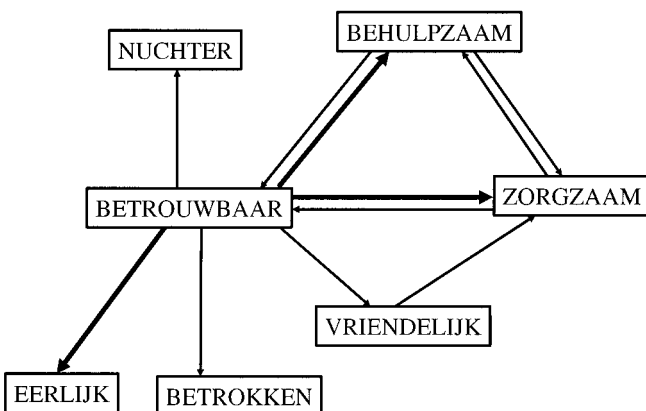 BEHULPZAAM
NUCHTER
ZORGZAAM
BETROUWBAAR
VRIENDELIJK
EERLIJK
BETROKKEN